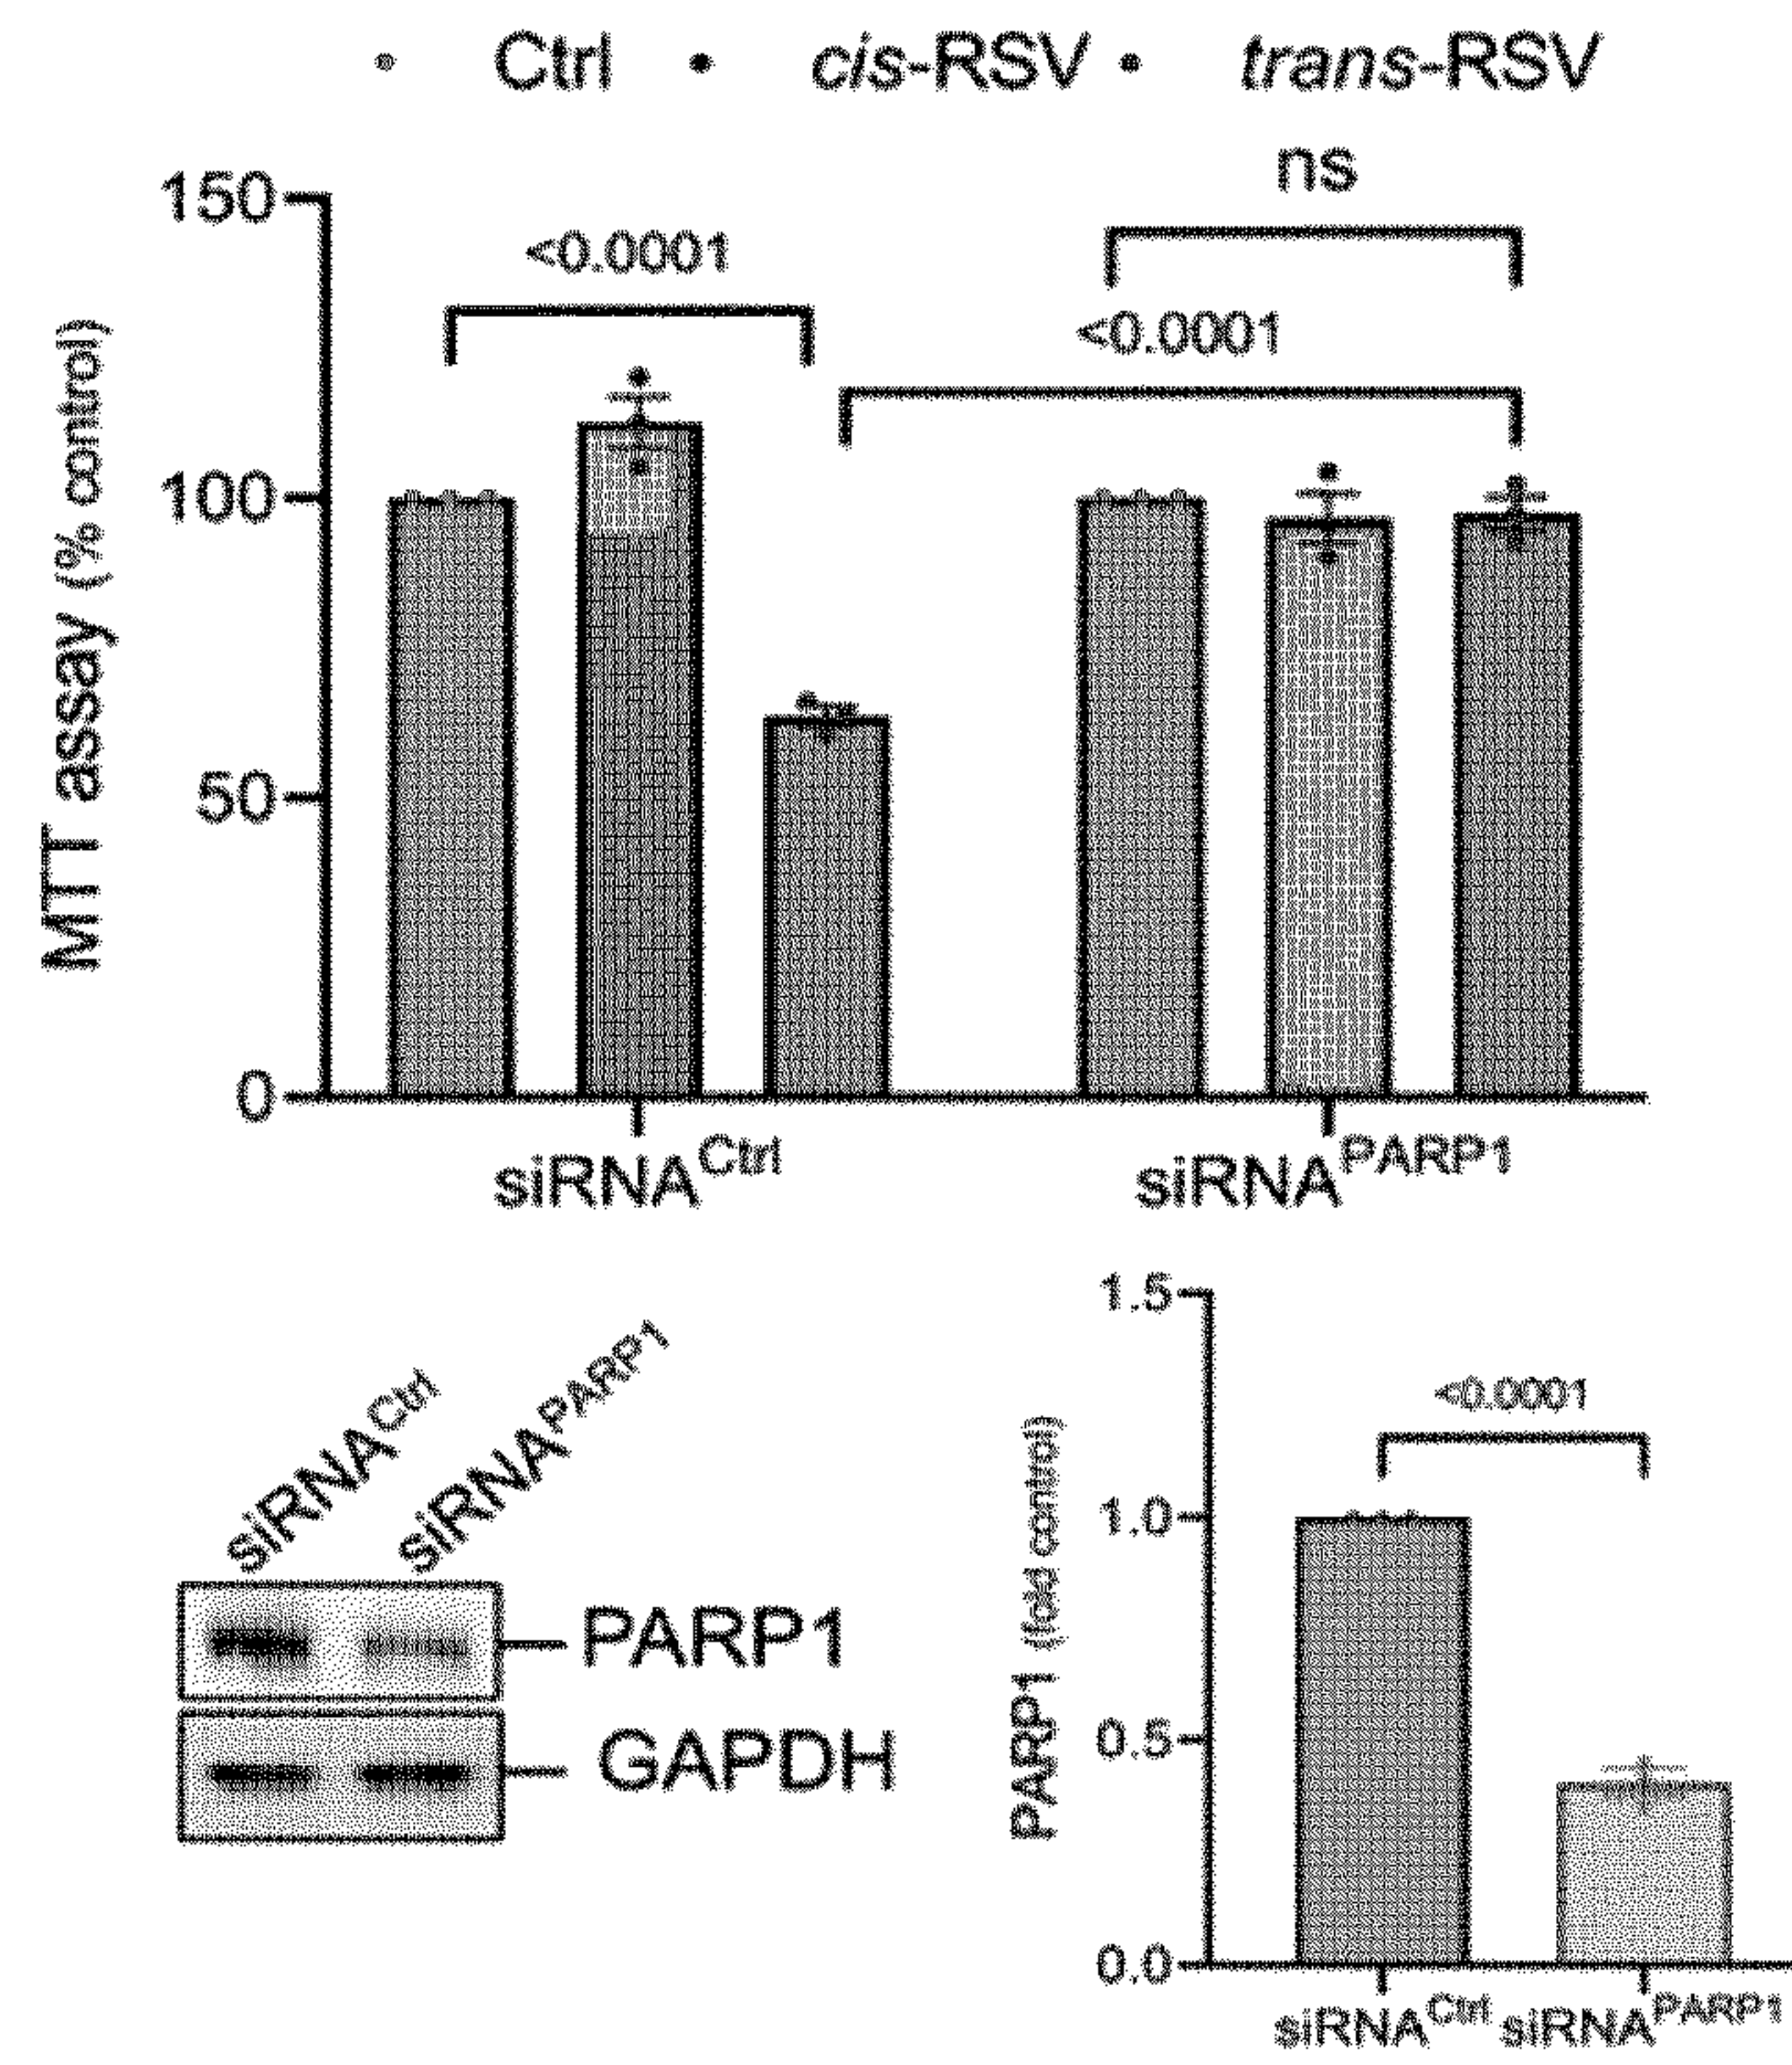 Ctrl cis-RSV trans-RSV
ns
150
<0.0001
<0.0001
100
50
0
MTT assay (% control)
siRNACtrl siRNAPARP1
siRNACtrl siRNAPARP1
PARP1
GAPDH
1.5
<0.0001
1.0
0.5
0.0
PARP1 (fold control)
siRNACtrl siRNAPARP1